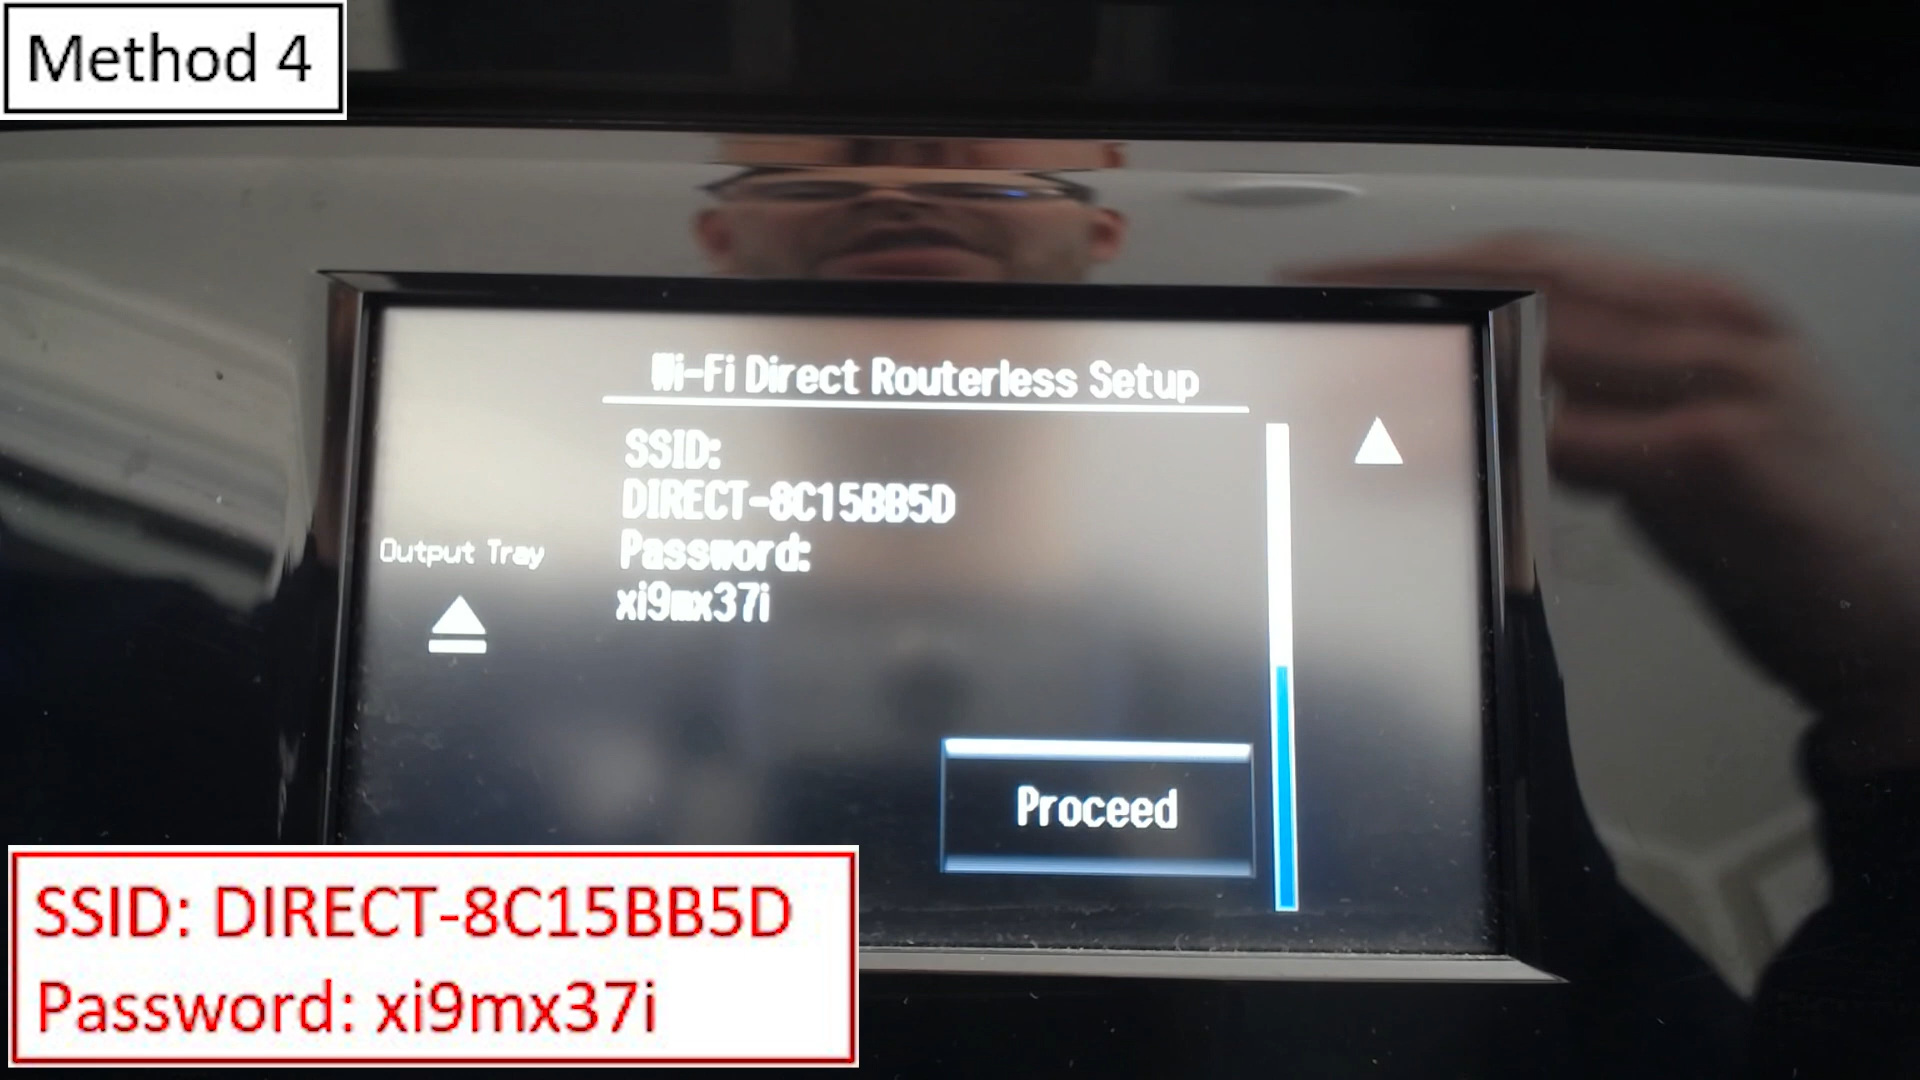 Method 4
Wi-Fi Direct Routerless Setup
SSID:
DIRECT-8C15BB5D
Password:
xi9mx37i
Output Tray
Proceed
SSID: DIRECT-8C15BB5D
Password: xi9mx37i